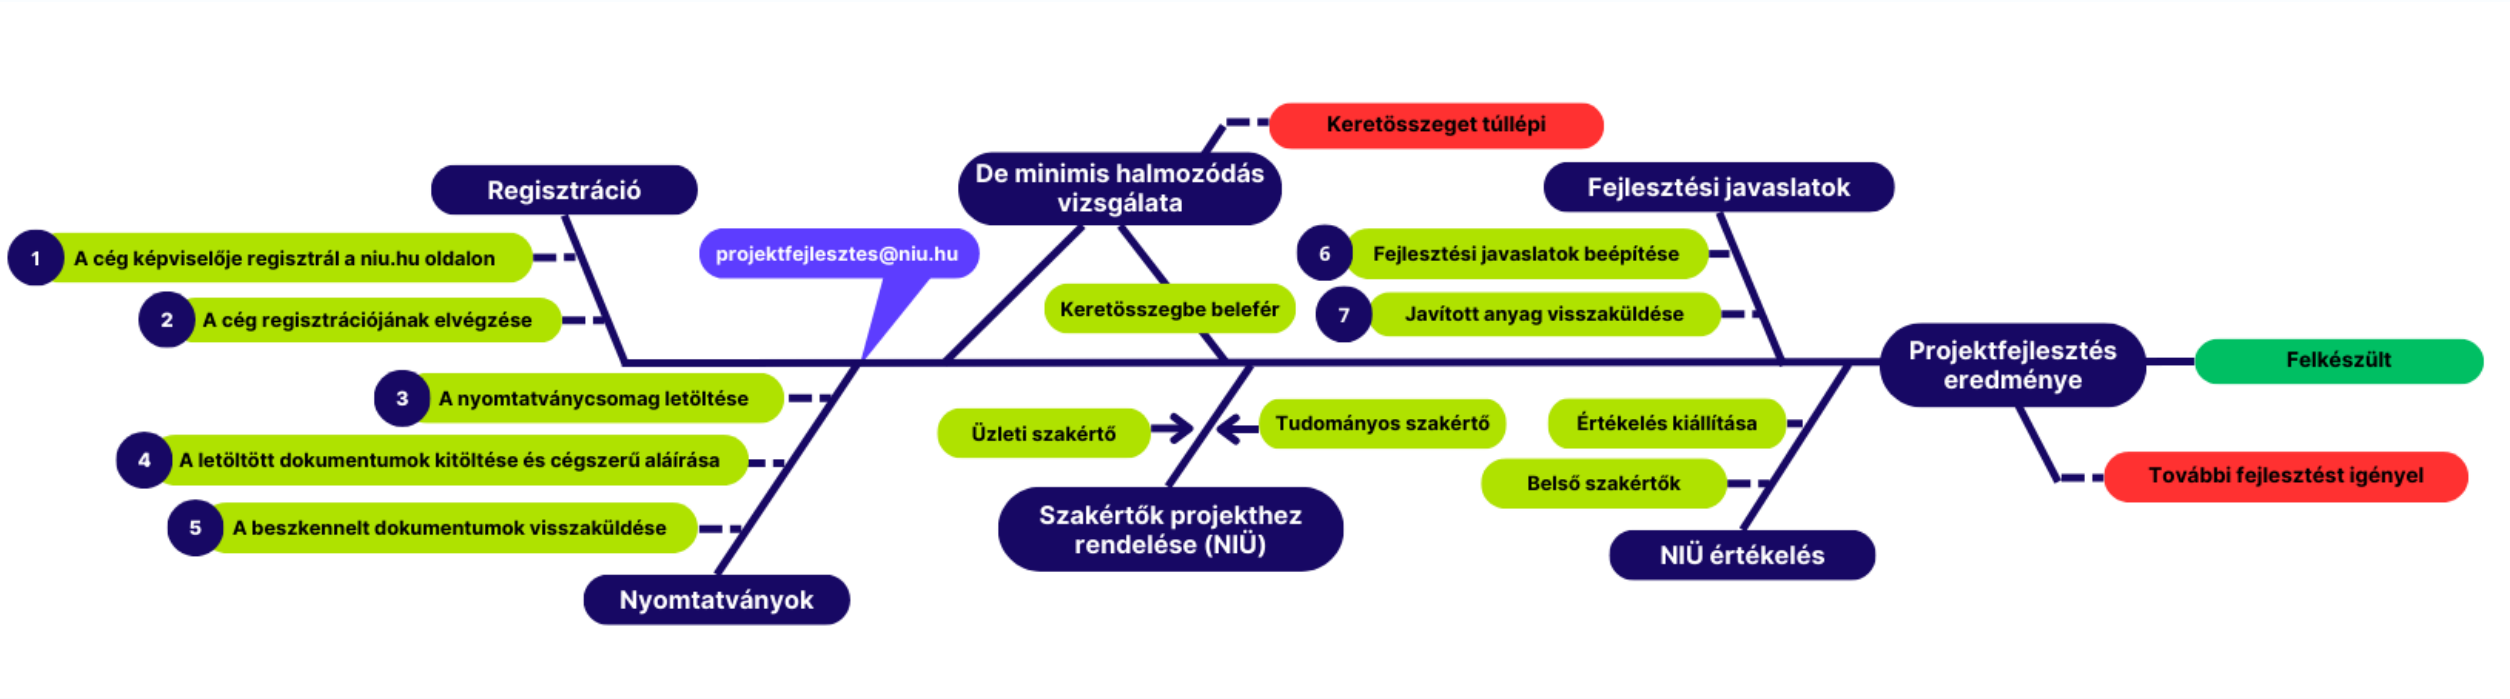 Regisztráció
1
A cég képviselője regisztrál a niu.hu oldalon
2
A cég regisztrációjának elvégzése
3
A nyomtatványcsomag letöltése
4
A letöltött dokumentumok kitöltése és cégszerű aláírása
5
A beszkennelt dokumentumok visszaküldése
Nyomtatványok
projektfejlesztes@niu.hu
De minimis halmozódás
vizsgálata
Keretösszeget túllépi
Keretösszegbe belefér
Üzleti szakértő
Tudományos szakértő
Szakértők projekthez
rendelése (NIÜ)
Fejlesztési javaslatok
6
Fejlesztési javaslatok beépítése
7
Javított anyag visszaküldése
Értékelés kiállítása
Belső szakértők
NIÜ értékelés
Projektfejlesztés
eredménye
Felkészült
További fejlesztést igényel